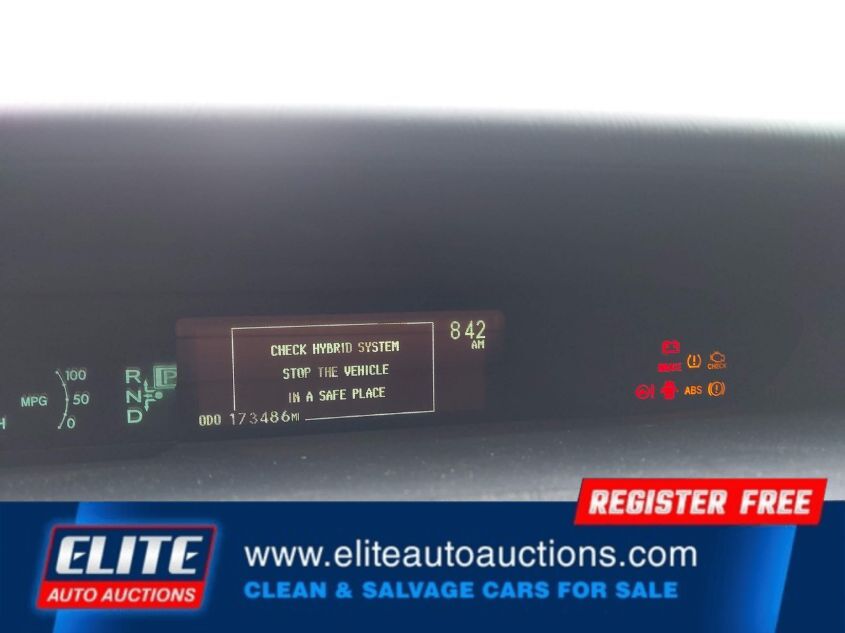 842
AM
CHECK HYBRID SYSTEM
STOP THE VEHICLE
IN A SAFE PLACE
ODO 173486MI
MPG
100
50
0
H
R
P
N
D
BRAKE
CHECK
ABS
REGISTER FREE
ELITE
AUTO AUCTIONS
www.eliteautoauctions.com
CLEAN & SALVAGE CARS FOR SALE